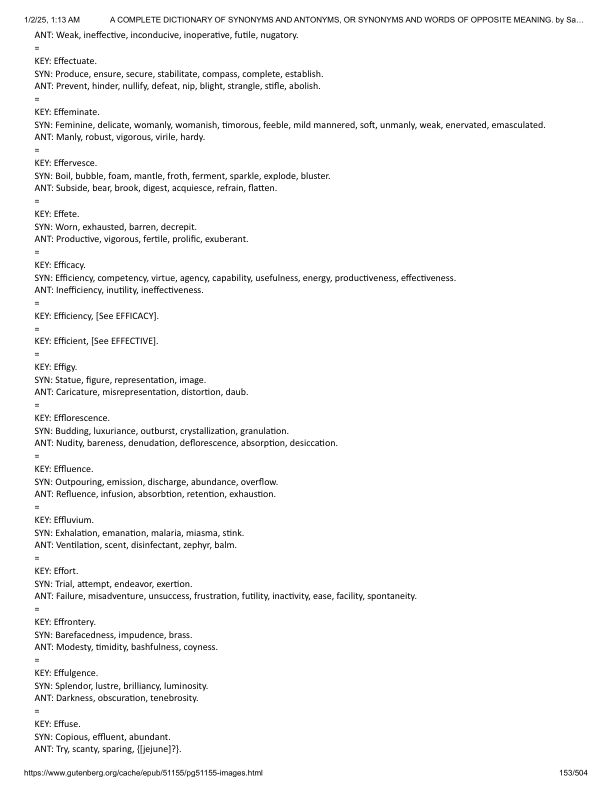 1/2/25, 1:13 AM A COMPLETE DICTIONARY OF SYNONYMS AND ANTONYMS, OR SYNONYMS AND WORDS OF OPPOSITE MEANING. by Sa…
ANT: Weak, ineffective, inconducive, inoperative, futile, nugatory.
=
KEY: Effectuate.
SYN: Produce, ensure, secure, stabilitate, compass, complete, establish.
ANT: Prevent, hinder, nullify, defeat, nip, blight, strangle, stifle, abolish.
=
KEY: Effeminate.
SYN: Feminine, delicate, womanly, womanish, timorous, feeble, mild mannered, soft, unmanly, weak, enervated, emasculated.
ANT: Manly, robust, vigorous, virile, hardy.
=
KEY: Effervesce.
SYN: Boil, bubble, foam, mantle, froth, ferment, sparkle, explode, bluster.
ANT: Subside, bear, brook, digest, acquiesce, refrain, flatten.
=
KEY: Effete.
SYN: Worn, exhausted, barren, decrepit.
ANT: Productive, vigorous, fertile, prolific, exuberant.
=
KEY: Efficacy.
SYN: Efficiency, competency, virtue, agency, capability, usefulness, energy, productiveness, effectiveness.
ANT: Inefficiency, inutility, ineffectiveness.
=
KEY: Efficiency, [See EFFICACY].
=
KEY: Efficient, [See EFFECTIVE].
=
KEY: Effigy.
SYN: Statue, figure, representation, image.
ANT: Caricature, misrepresentation, distortion, daub.
=
KEY: Efflorescence.
SYN: Budding, luxuriance, outburst, crystallization, granulation.
ANT: Nudity, bareness, denudation, deflorescence, absorption, desiccation.
=
KEY: Effluence.
SYN: Outpouring, emission, discharge, abundance, overflow.
ANT: Refluence, infusion, absorbtion, retention, exhaustion.
=
KEY: Effluvium.
SYN: Exhalation, emanation, malaria, miasma, stink.
ANT: Ventilation, scent, disinfectant, zephyr, balm.
=
KEY: Effort.
SYN: Trial, attempt, endeavor, exertion.
ANT: Failure, misadventure, unsuccess, frustration, futility, inactivity, ease, facility, spontaneity.
=
KEY: Effrontery.
SYN: Barefacedness, impudence, brass.
ANT: Modesty, timidity, bashfulness, coyness.
=
KEY: Effulgence.
SYN: Splendor, lustre, brilliancy, luminosity.
ANT: Darkness, obscuration, tenebrosity.
=
KEY: Effuse.
SYN: Copious, effluent, abundant.
ANT: Try, scanty, sparing, {[jejune]?}.
https://www.gutenberg.org/cache/epub/51155/pg51155-images.html 153/504